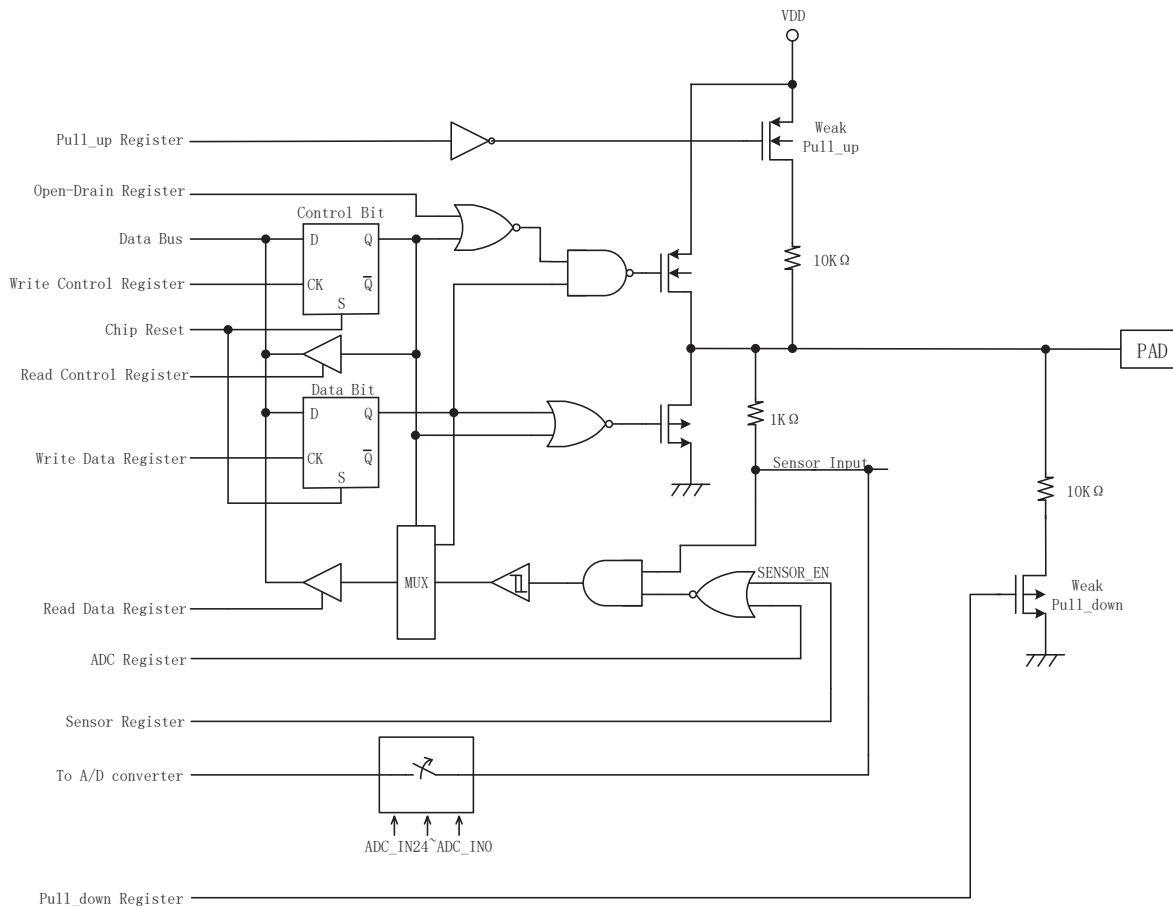 VDD
Pull_up Register
Weak
Pull_up
Open-Drain Register
Control Bit
Data Bus
D
Q
10KΩ
Write Control Register
CK
Q
S
Chip Reset
PAD
Read Control Register
Data Bit
D
Q
1KΩ
Write Data Register
CK
Q
Sensor Input
S
10KΩ
MUX
SENSOR_EN
Weak
Pull_down
Read Data Register
ADC Register
Sensor Register
To A/D converter
ADC_IN24~ADC_IN0
Pull_down Register